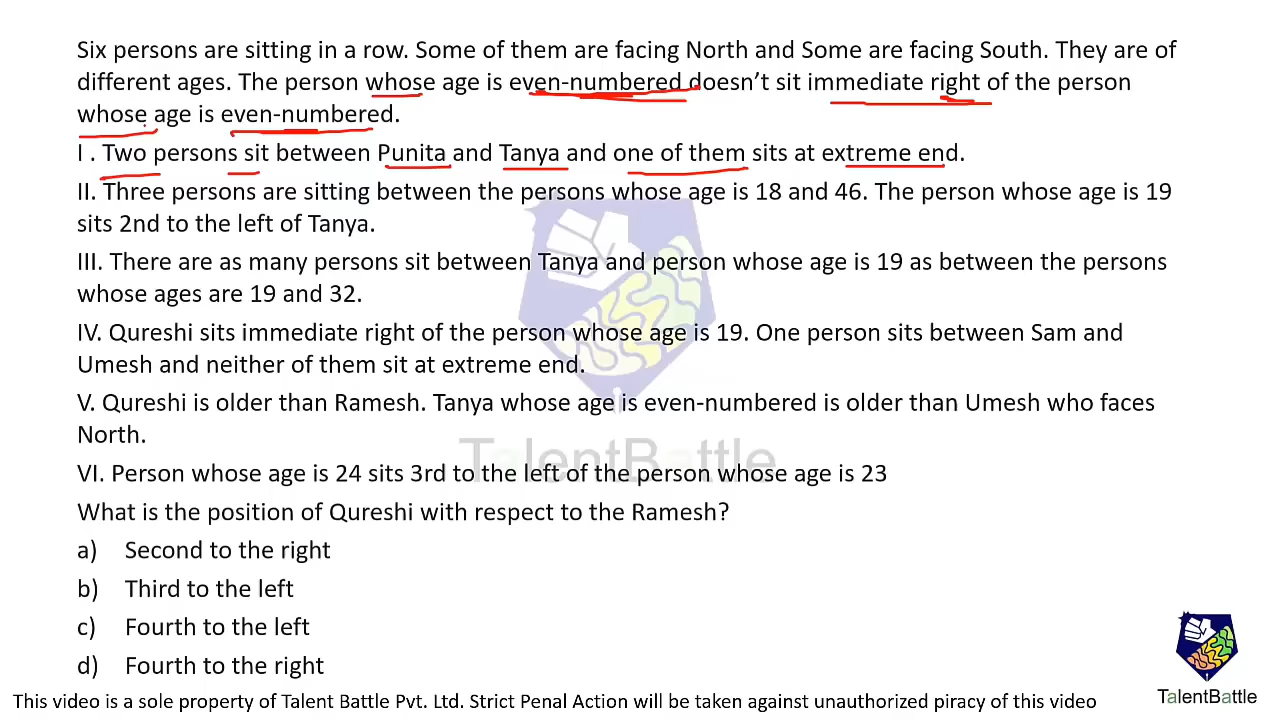 Six persons are sitting in a row. Some of them are facing North and Some are facing South. They are of
different ages. The person whose age is even-numbered doesn’t sit immediate right of the person
whose age is even-numbered.
I . Two persons sit between Punita and Tanya and one of them sits at extreme end.
II. Three persons are sitting between the persons whose age is 18 and 46. The person whose age is 19
sits 2nd to the left of Tanya.
III. There are as many persons sit between Tanya and person whose age is 19 as between the persons
whose ages are 19 and 32.
IV. Qureshi sits immediate right of the person whose age is 19. One person sits between Sam and
Umesh and neither of them sit at extreme end.
V. Qureshi is older than Ramesh. Tanya whose age is even-numbered is older than Umesh who faces
North.
TalentBattle
VI. Person whose age is 24 sits 3rd to the left of the person whose age is 23
What is the position of Qureshi with respect to the Ramesh?
a) Second to the right
b) Third to the left
c) Fourth to the left
d) Fourth to the right
TalentBattle
This video is a sole property of Talent Battle Pvt. Ltd. Strict Penal Action will be taken against unauthorized piracy of this video